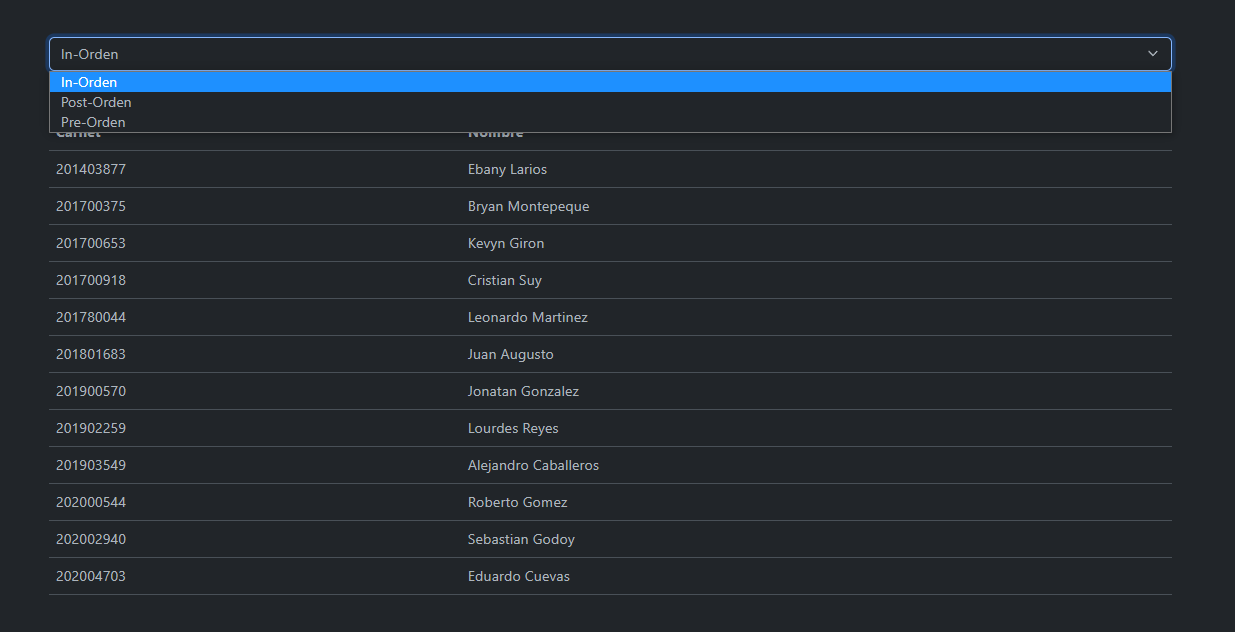 In-Orden
In-Orden
Post-Orden
Pre-Orden
Carnet Nombre
201403877 Ebany Larios
201700375 Bryan Montepeque
201700653 Kevyn Giron
201700918 Cristian Suy
201780044 Leonardo Martinez
201801683 Juan Augusto
201900570 Jonatan Gonzalez
201902259 Lourdes Reyes
201903549 Alejandro Caballeros
202000544 Roberto Gomez
202002940 Sebastian Godoy
202004703 Eduardo Cuevas